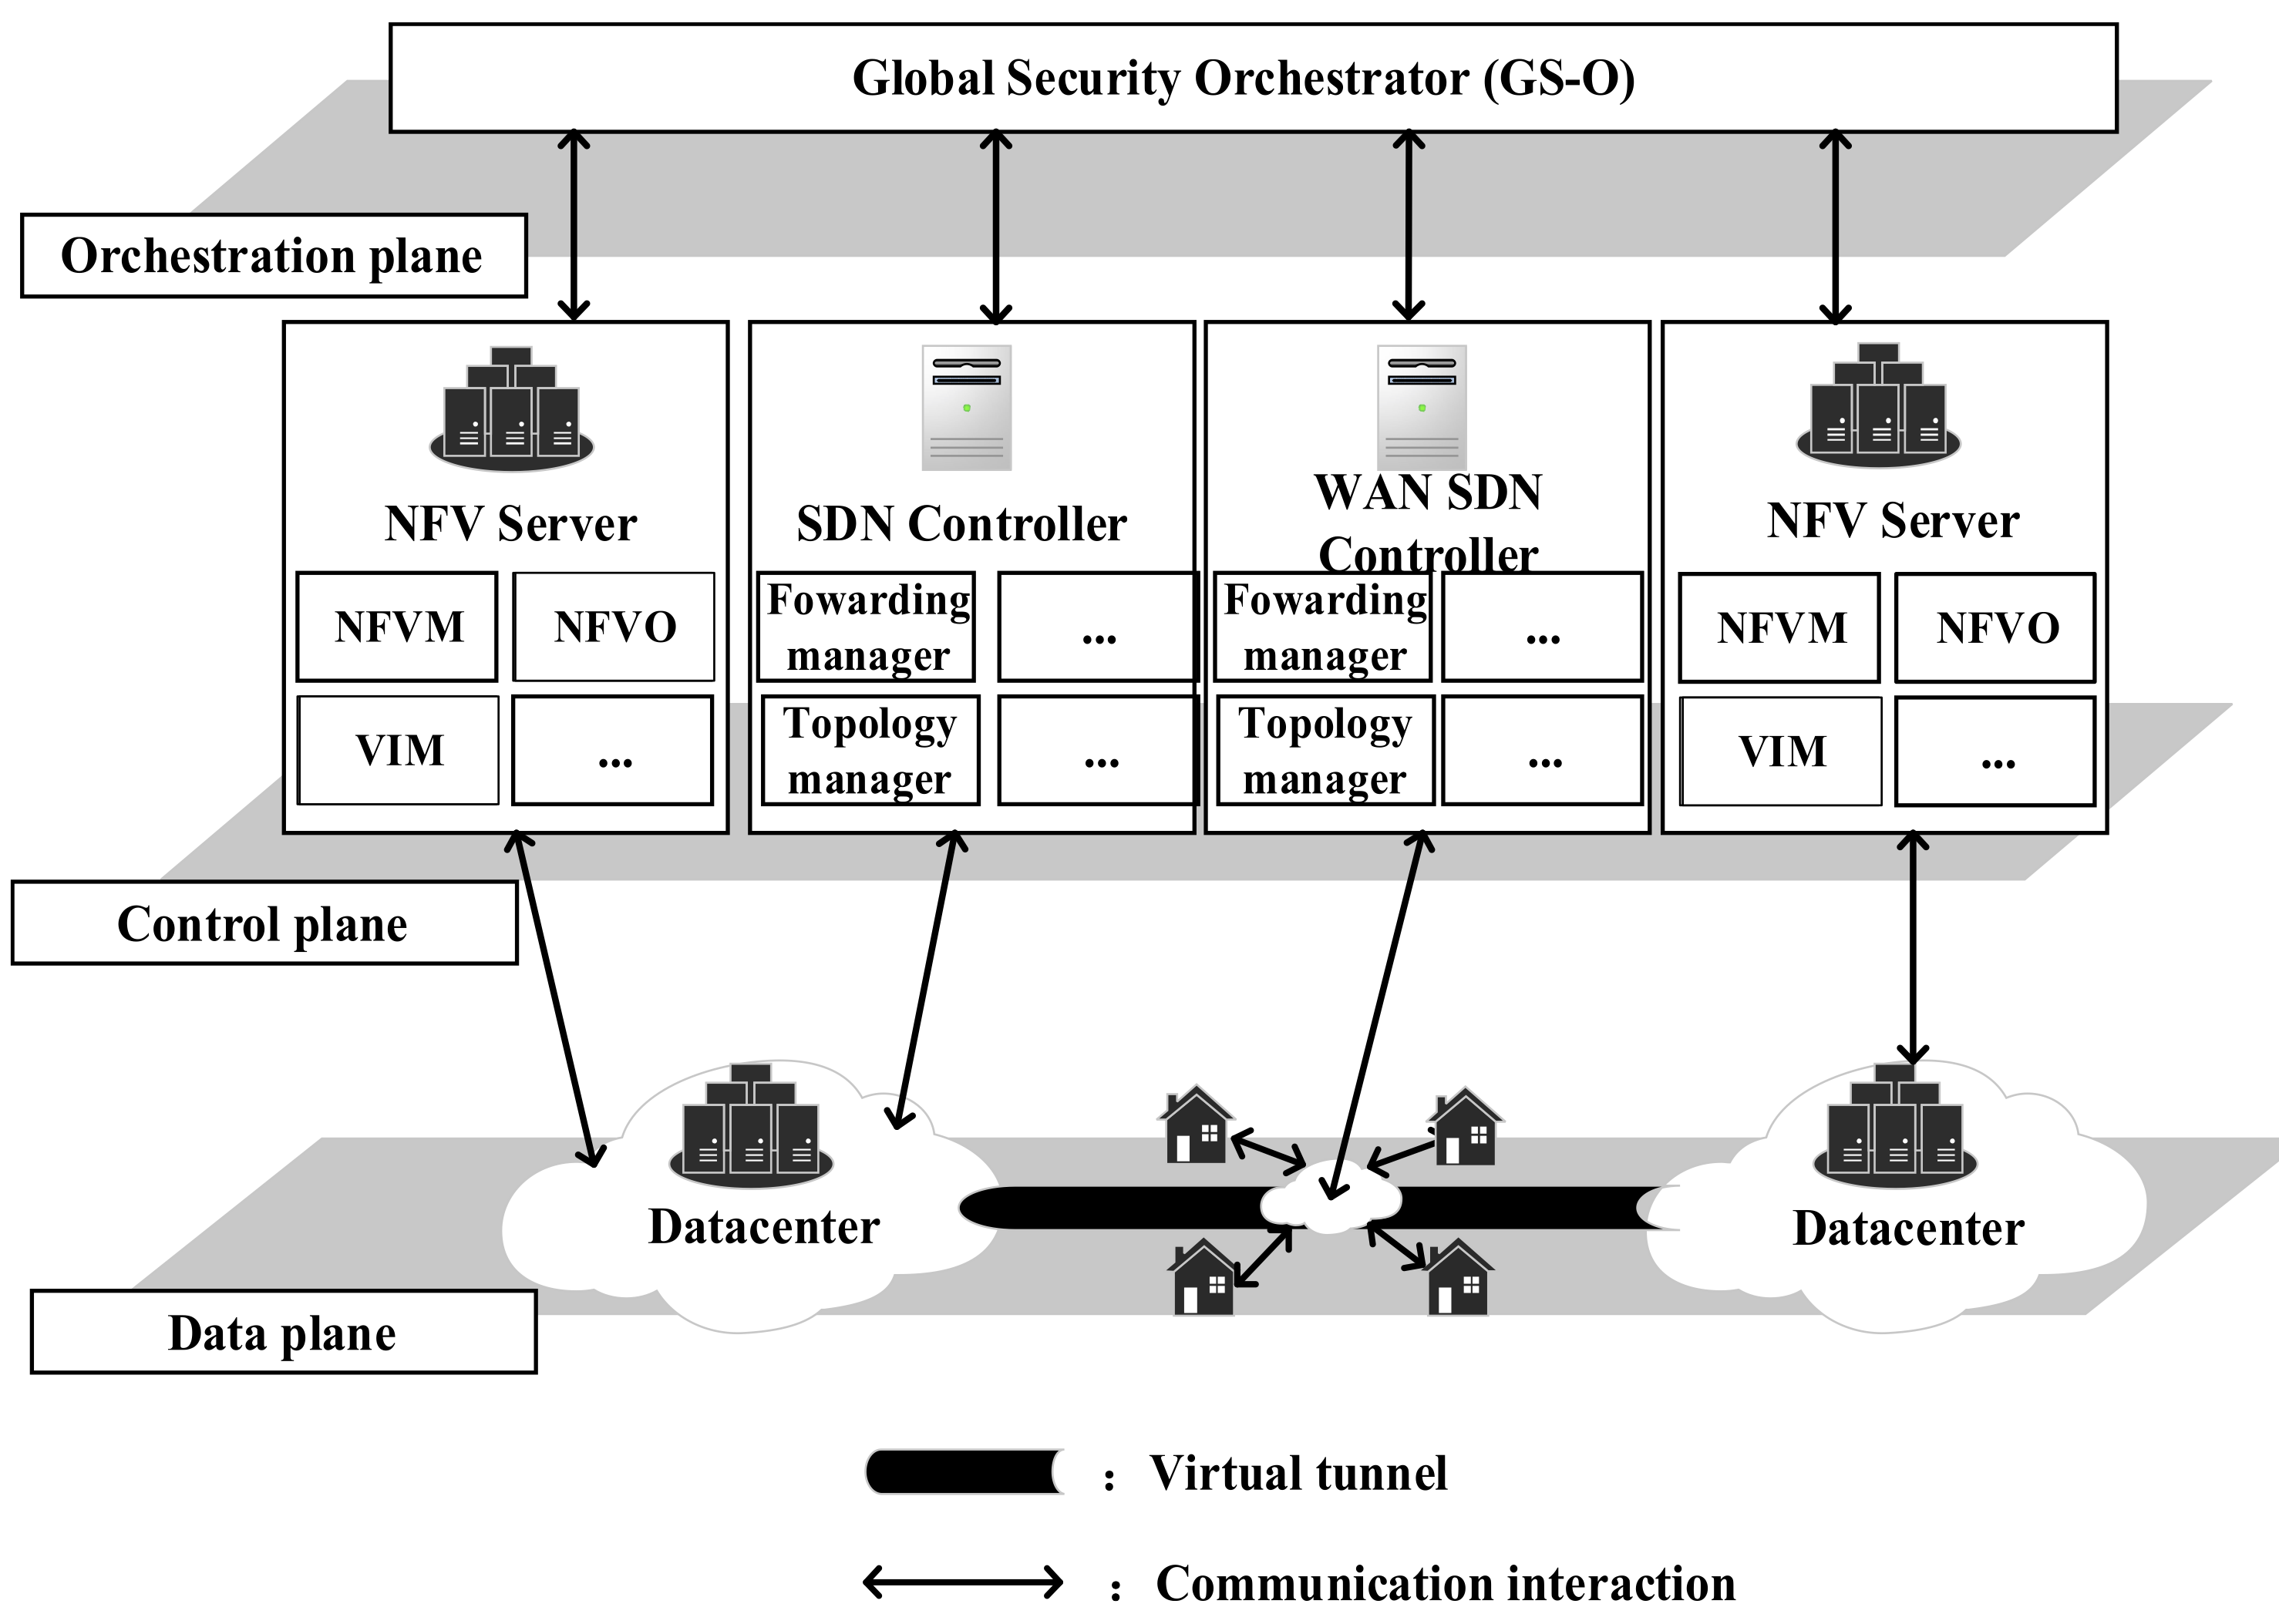 Global Security Orchestrator (GS-O)
Orchestration plane
NFV Server
NFVM
NFVO
VIM
...
SDN Controller
Fowarding
manager
...
Topology
manager
...
WAN SDN
Controller
Fowarding
manager
...
Topology
manager
...
NFV Server
NFVM
NFVO
VIM
...
Control plane
Datacenter
Datacenter
Data plane
： Virtual tunnel
： Communication interaction